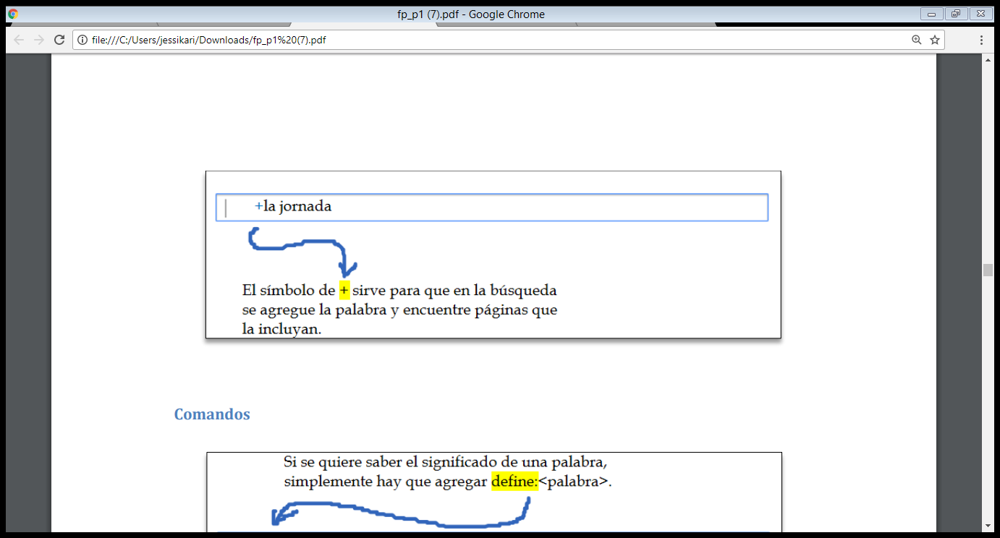 fp_p1 (7).pdf - Google Chrome
file:///C:/Users/jessikari/Downloads/fp_p1%20(7).pdf
+la jornada
El símbolo de + sirve para que en la búsqueda
se agregue la palabra y encuentre páginas que
la incluyan.
Comandos
Si se quiere saber el significado de una palabra,
simplemente hay que agregar define:<palabra>.